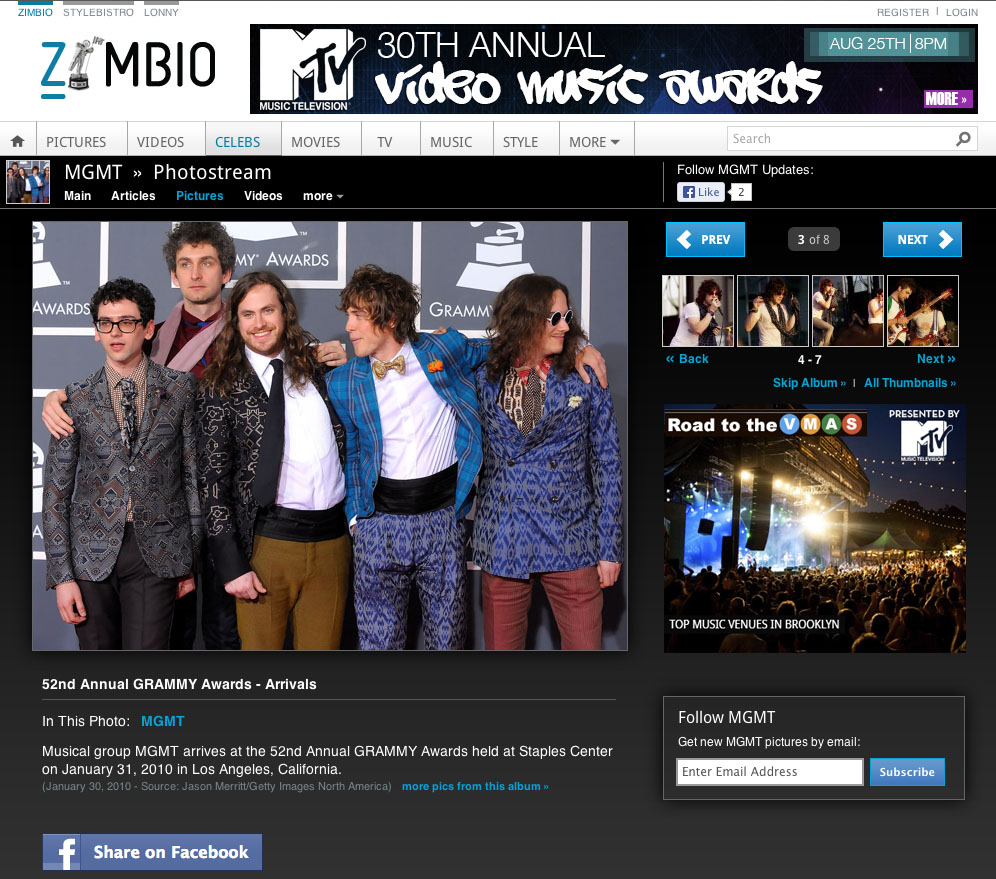 ZIMBIO STYLEBISTRO LONNY
REGISTER | LOGIN
ZIMBIO
MTV
MUSIC TELEVISION
30TH ANNUAL
video music awards
AUG 25TH | 8PM
MORE »
PICTURES VIDEOS CELEBS MOVIES TV MUSIC STYLE MORE
Search
MGMT » Photostream
Main Articles Pictures Videos more
Follow MGMT Updates:
Like 2
PREV 3 of 8 NEXT
MY® AWARDS
AWARDS
GRAMM
« Back 4 - 7 Next »
Skip Album » | All Thumbnails »
Road to the VMAS
PRESENTED BY
MTV
MUSIC TELEVISION
TOP MUSIC VENUES IN BROOKLYN
52nd Annual GRAMMY Awards - Arrivals
In This Photo: MGMT
Musical group MGMT arrives at the 52nd Annual GRAMMY Awards held at Staples Center
on January 31, 2010 in Los Angeles, California.
(January 30, 2010 - Source: Jason Merritt/Getty Images North America) more pics from this album »
Follow MGMT
Get new MGMT pictures by email:
Enter Email Address Subscribe
f Share on Facebook